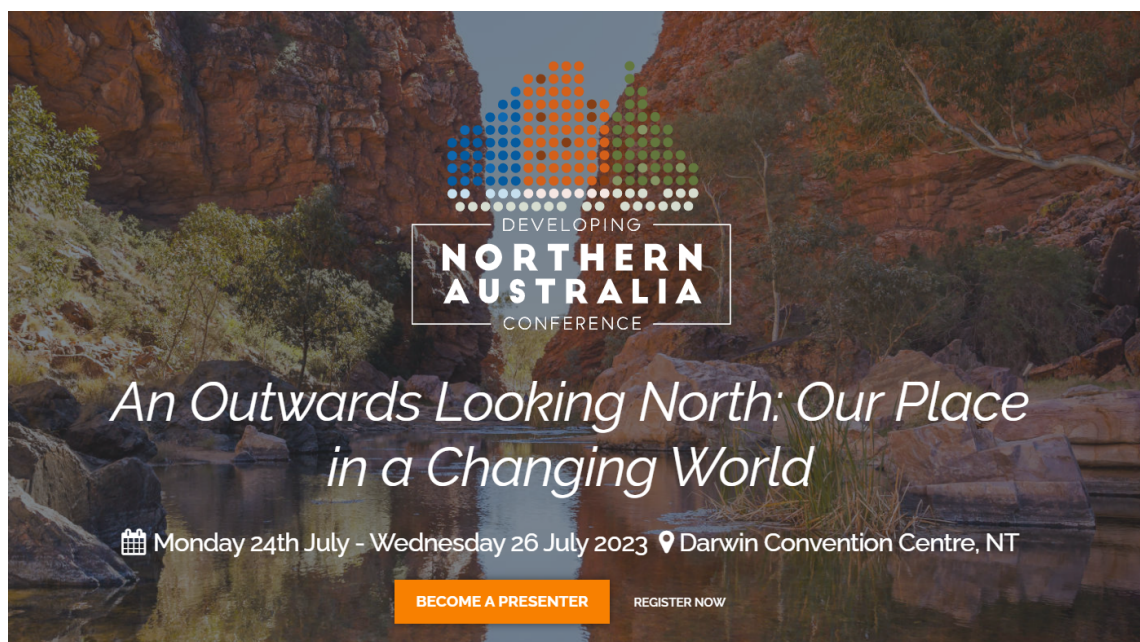 DEVELOPING
NORTHERN
AUSTRALIA
CONFERENCE
An Outwards Looking North: Our Place
in a Changing World
Monday 24th July - Wednesday 26 July 2023 Darwin Convention Centre, NT
BECOME A PRESENTER REGISTER NOW